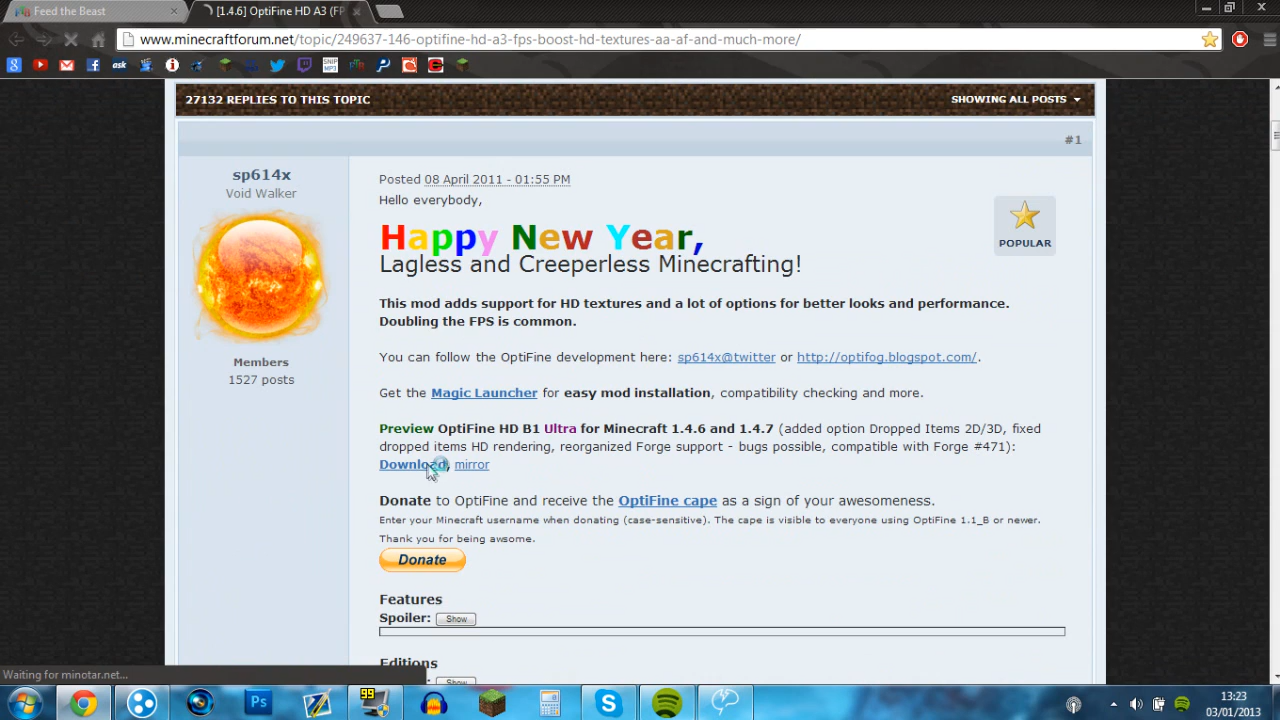 Feed the Beast
[1.4.6] OptiFine HD A3 (FP
www.minecraftforum.net/topic/249637-146-optifine-hd-a3-fps-boost-hd-textures-aa-af-and-much-more/
ask
SNIP
MP3
27132 REPLIES TO THIS TOPIC
SHOWING ALL POSTS
#1
sp614x
Void Walker
Members
1527 posts
Posted 08 April 2011 - 01:55 PM
Hello everybody,
POPULAR
Happy New Year,
Lagless and Creeperless Minecrafting!
This mod adds support for HD textures and a lot of options for better looks and performance.
Doubling the FPS is common.
You can follow the OptiFine development here: sp614x@twitter or http://optifog.blogspot.com/.
Get the Magic Launcher for easy mod installation, compatibility checking and more.
Preview OptiFine HD B1 Ultra for Minecraft 1.4.6 and 1.4.7 (added option Dropped Items 2D/3D, fixed
dropped items HD rendering, reorganized Forge support - bugs possible, compatible with Forge #471):
Download, mirror
Donate to OptiFine and receive the OptiFine cape as a sign of your awesomeness.
Enter your Minecraft username when donating (case-sensitive). The cape is visible to everyone using OptiFine 1.1_B or newer.
Thank you for being awsome.
Donate
Features
Spoiler: Show
Editions
Show
Waiting for minotar.net...
Ps
99
13:23
03/01/2013